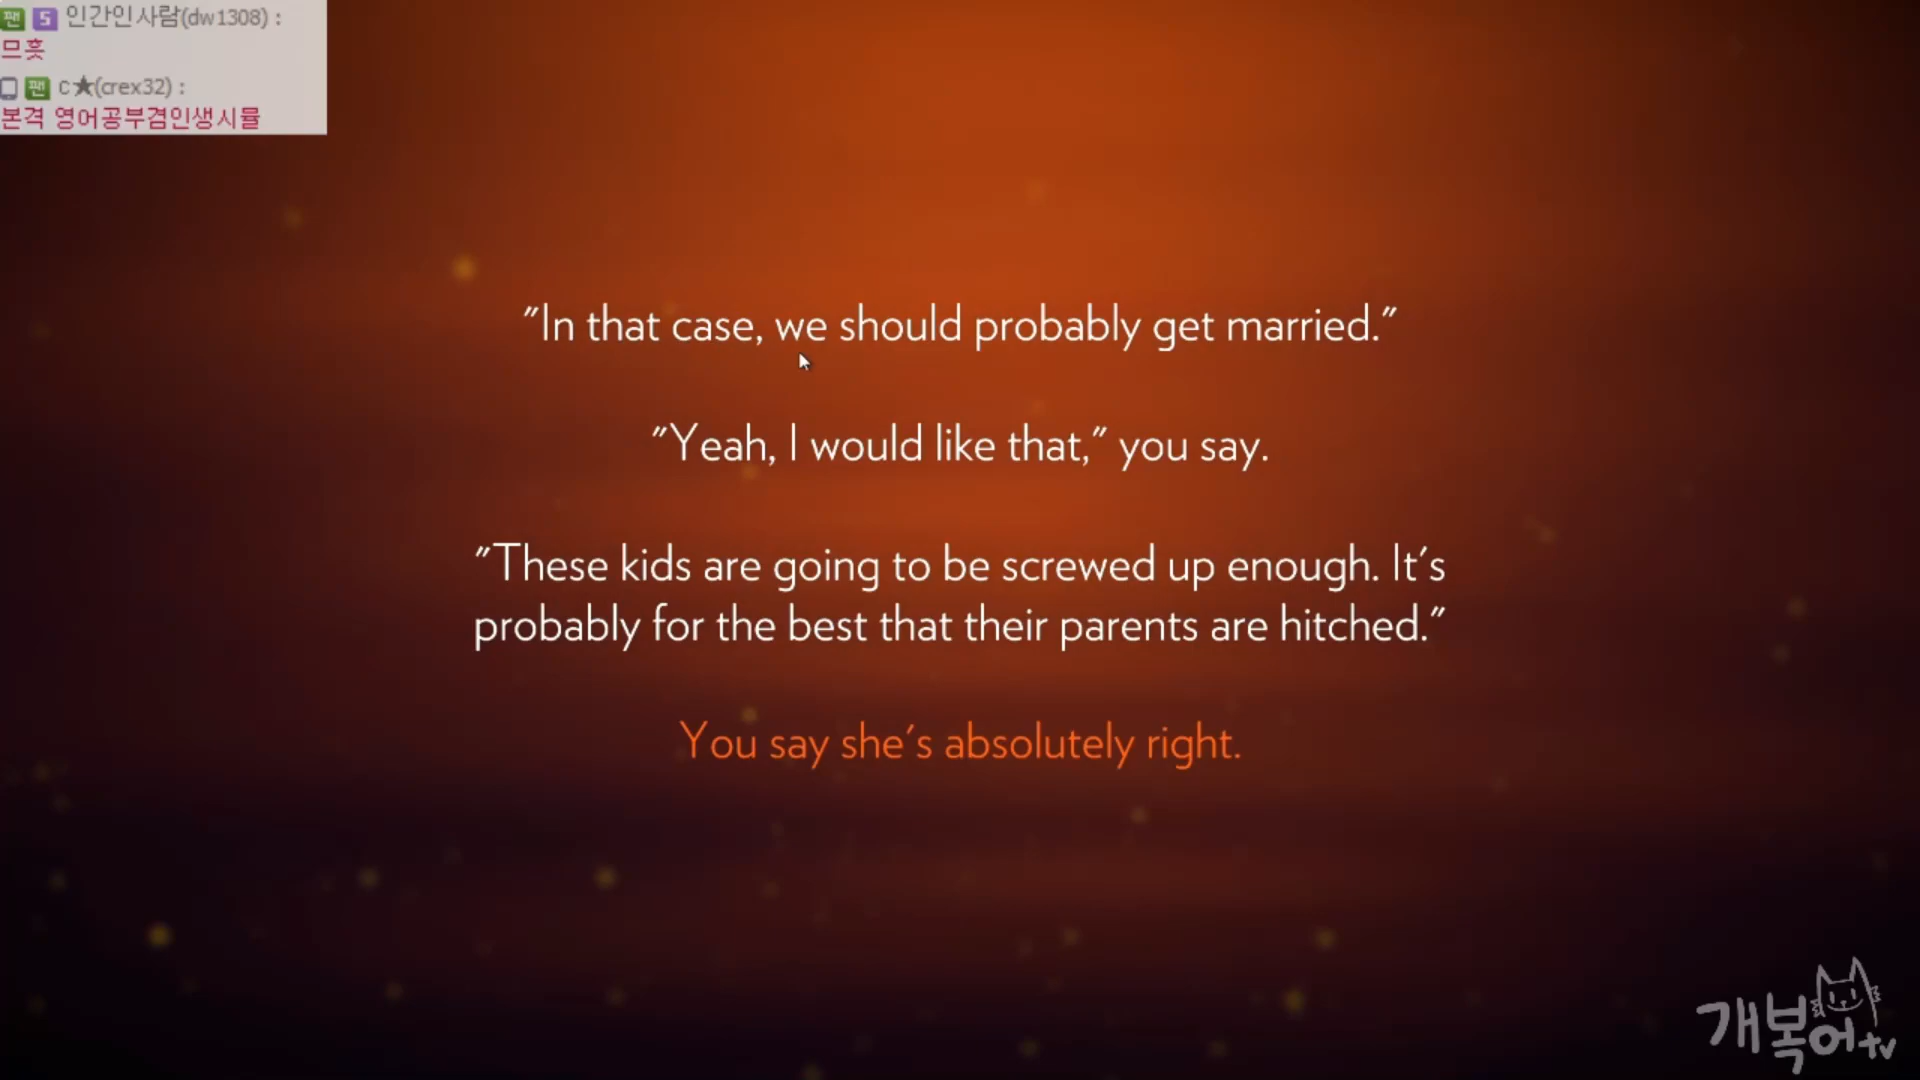 팬 5 인간인사람(dw1308) :
므흣
팬 c★(crex32) :
본격 영어공부겸인생시뮬
"In that case, we should probably get married."
"Yeah, I would like that," you say.
"These kids are going to be screwed up enough. It's
probably for the best that their parents are hitched."
You say she's absolutely right.
개복어tv